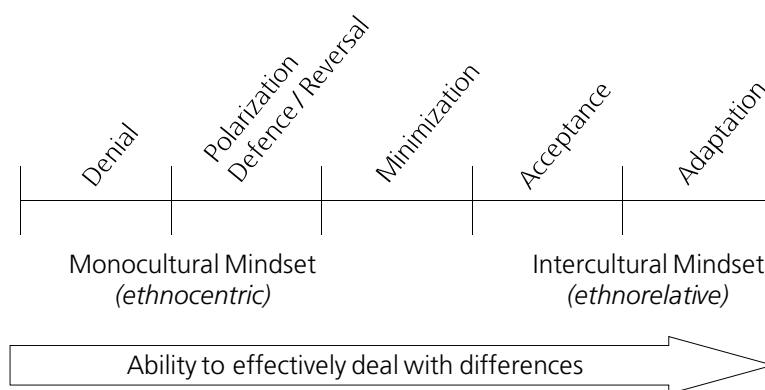 Denial
Polarization
Defence / Reversal
Minimization
Acceptance
Adaptation
Monocultural Mindset
(ethnocentric)
Intercultural Mindset
(ethnorelative)
Ability to effectively deal with differences